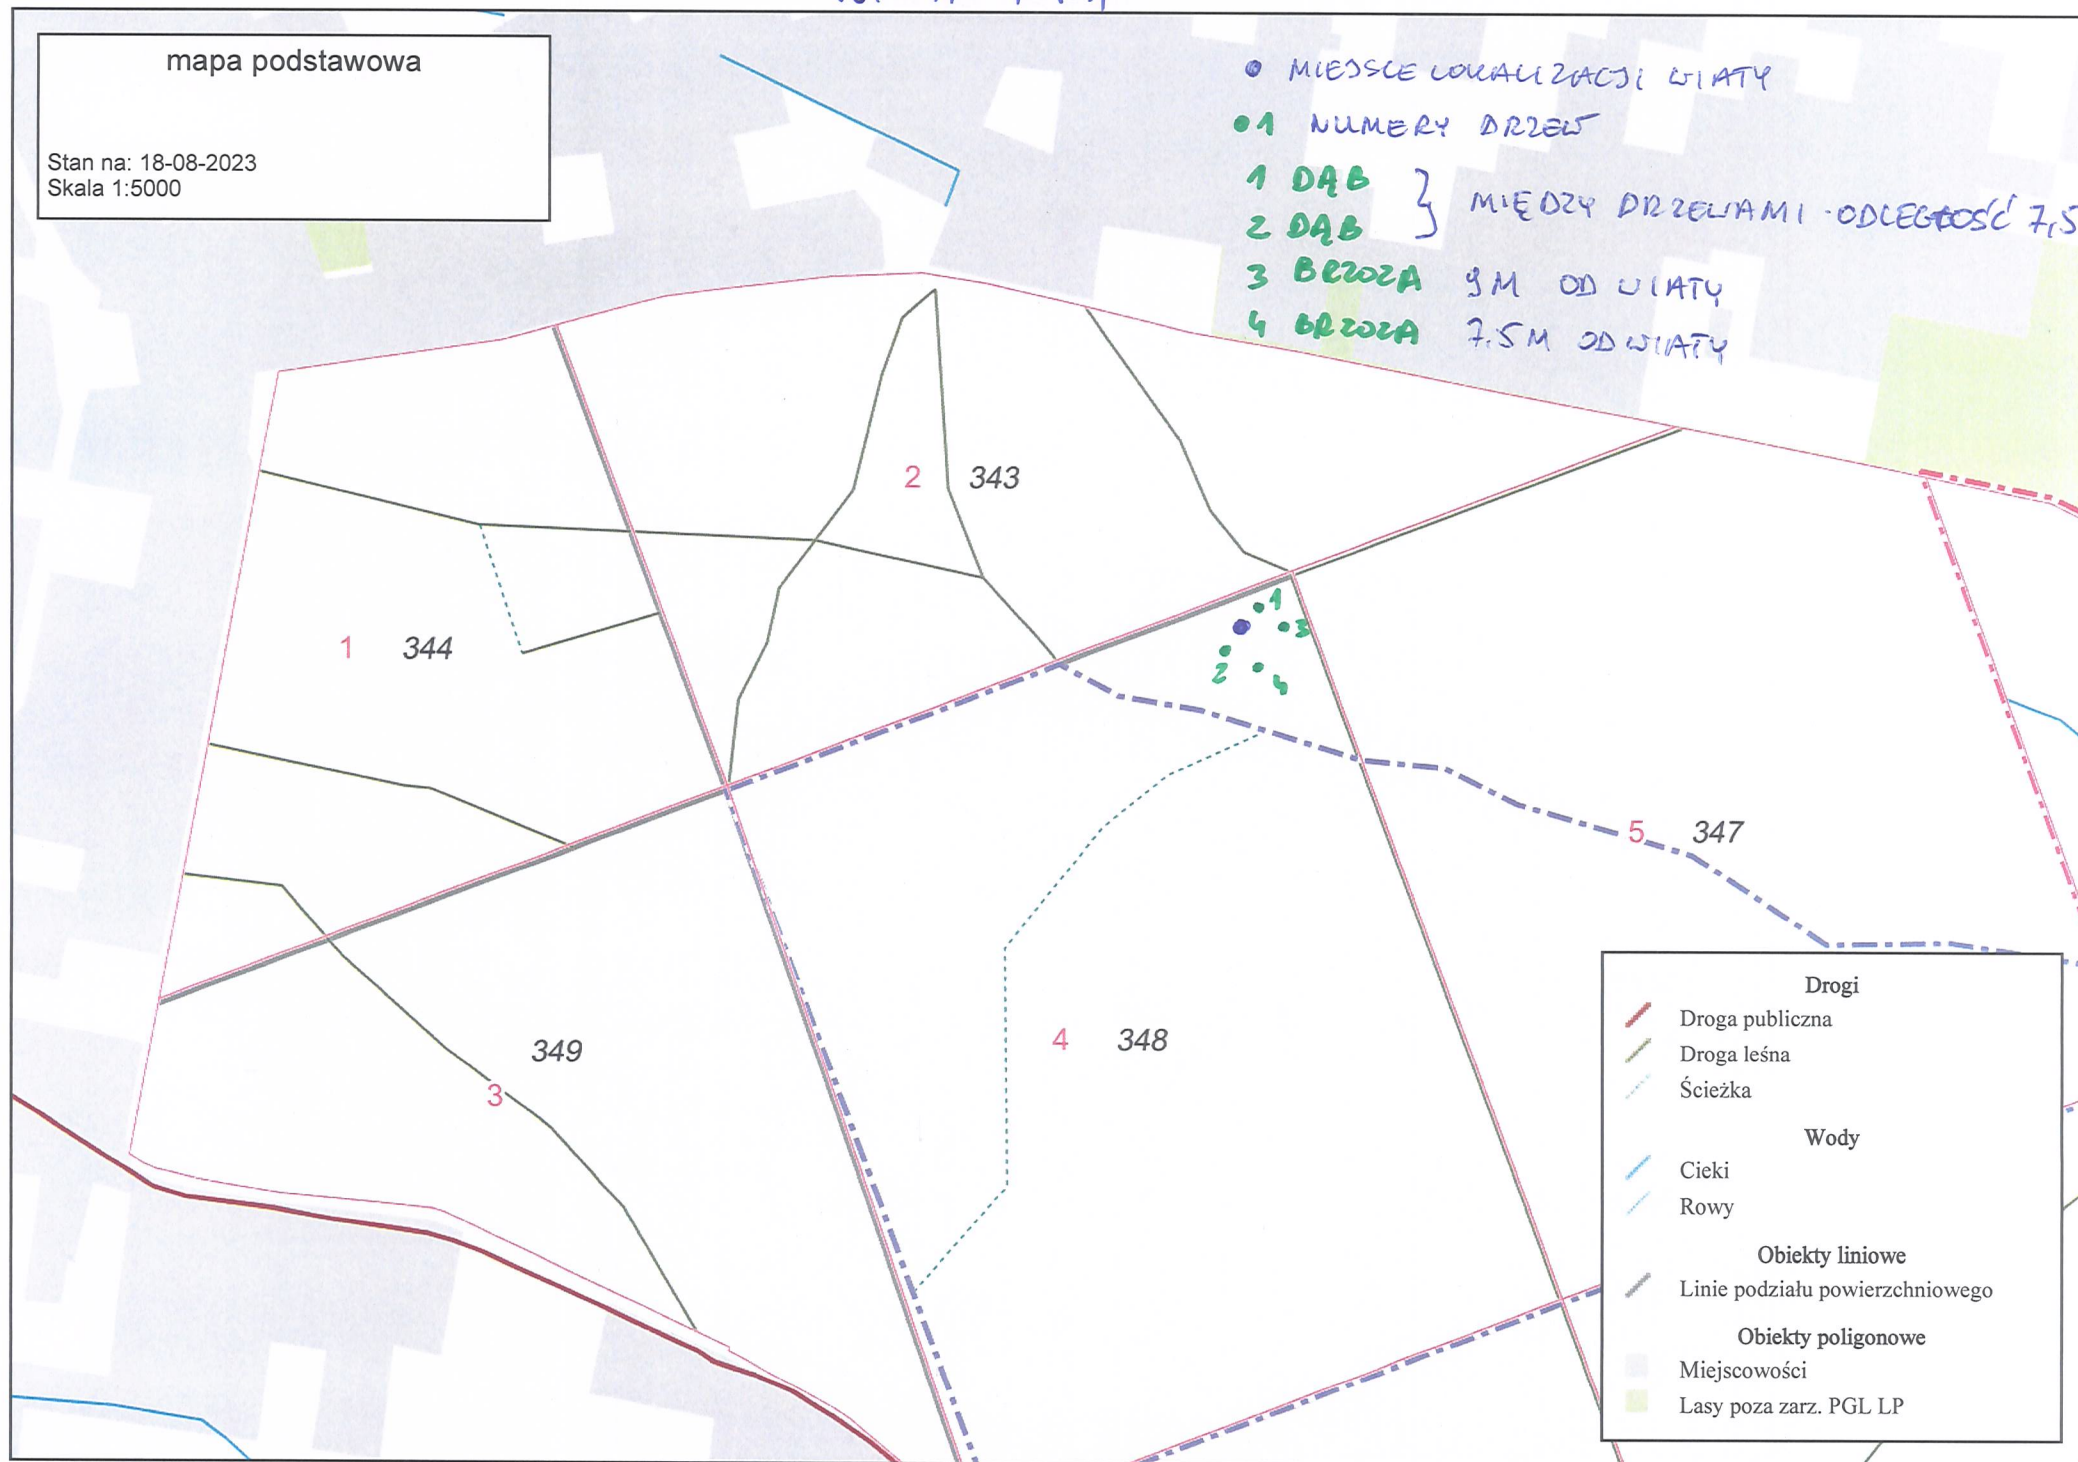 mapa podstawowa
Stan na: 18-08-2023
Skala 1:5000
MIEJSCE LOKALIZACJI WIATY
1 NUMERY DRZEW
1 DĄB
2 DĄB
} MIĘDZY DRZEWAMI ODLEGŁOŚĆ 7,5
3 BRZOZA 9M OD WIATY
4 BRZOZA 7.5M OD WIATY
2 343
1 344
1
3
2
4
5 347
349
3
4 348
Drogi
Droga publiczna
Droga leśna
Ścieżka
Wody
Cieki
Rowy
Obiekty liniowe
Linie podziału powierzchniowego
Obiekty poligonowe
Miejscowości
Lasy poza zarz. PGL LP